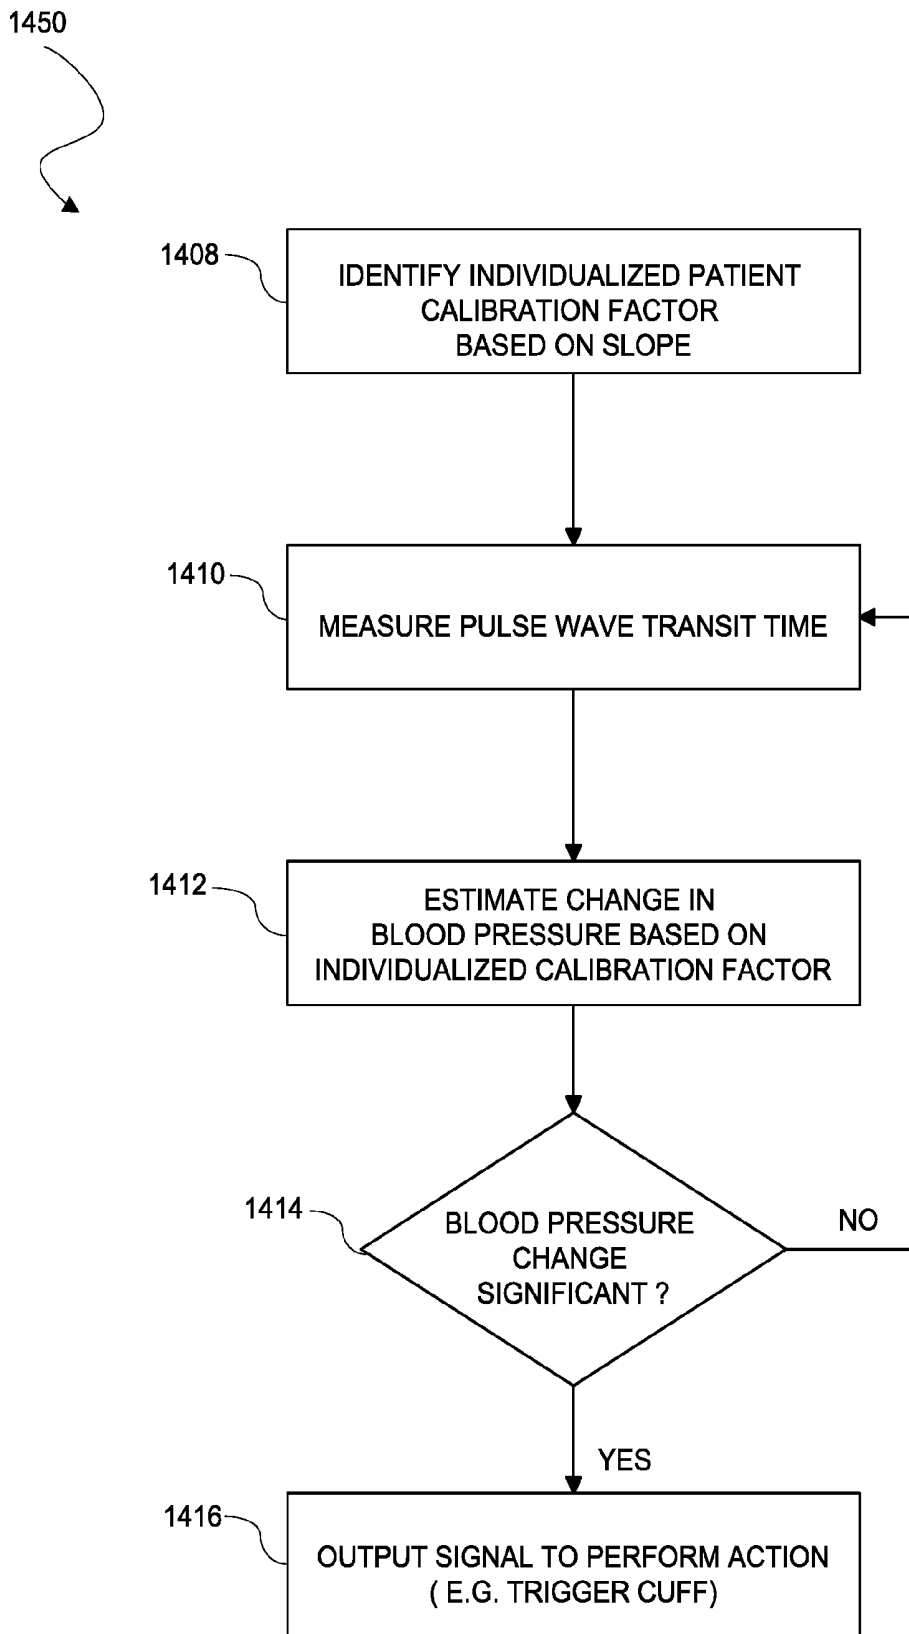 1450
1408
IDENTIFY INDIVIDUALIZED PATIENT
CALIBRATION FACTOR
BASED ON SLOPE
1410
MEASURE PULSE WAVE TRANSIT TIME
1412
ESTIMATE CHANGE IN
BLOOD PRESSURE BASED ON
INDIVIDUALIZED CALIBRATION FACTOR
1414
BLOOD PRESSURE
CHANGE
SIGNIFICANT ?
NO
YES
1416
OUTPUT SIGNAL TO PERFORM ACTION
( E.G. TRIGGER CUFF)